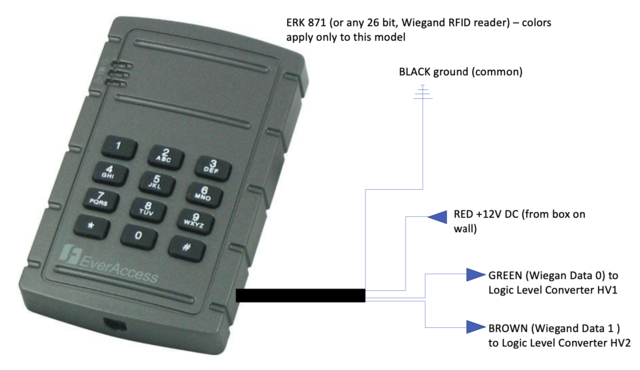 ERK 871 (or any 26 bit, Wiegand RFID reader) – colors
apply only to this model
BLACK ground (common)
1
2
ABC
3
DEF
4
GHI
5
JKL
6
MNO
7
PQRS
8
TUV
9
WXYZ
*
0
#
EverAccess
RED +12V DC (from box on
wall)
GREEN (Wiegan Data 0) to
Logic Level Converter HV1
BROWN (Wiegand Data 1 )
to Logic Level Converter HV2